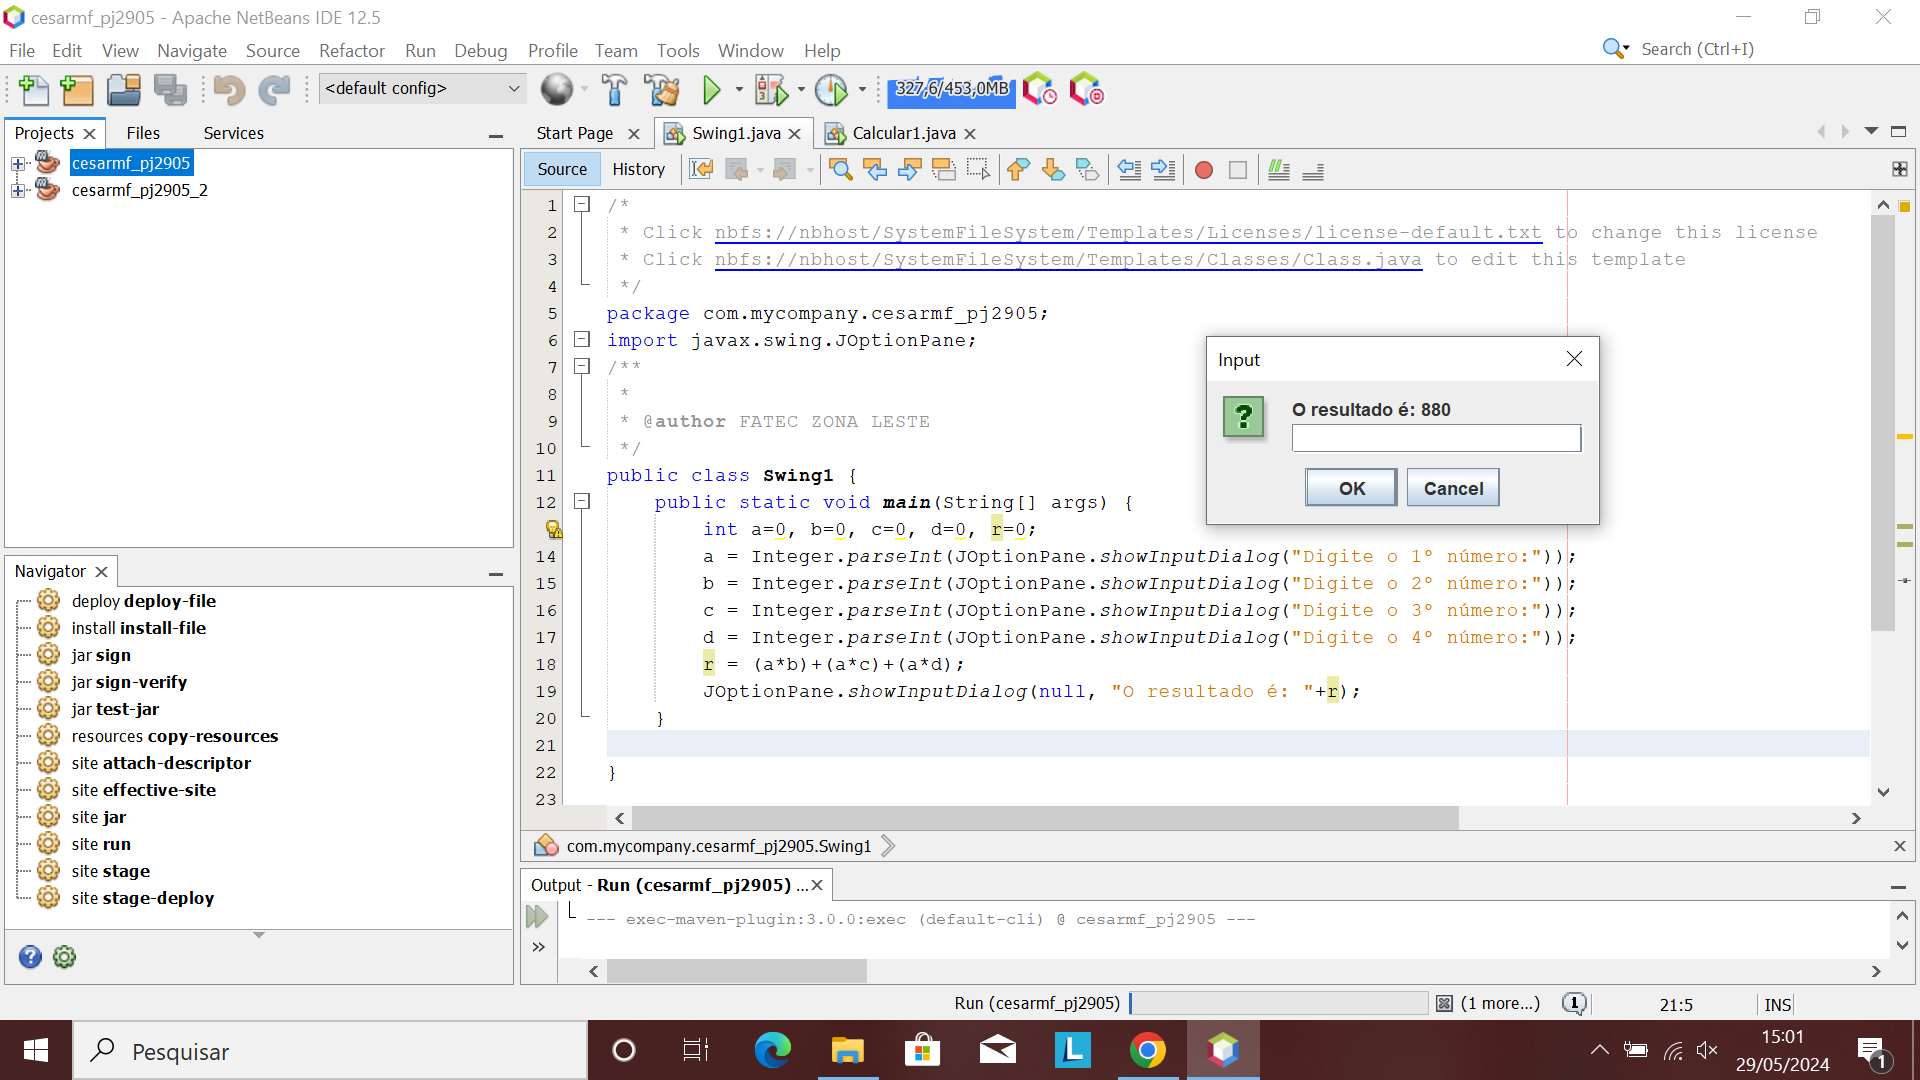 cesarmf_pj2905 - Apache NetBeans IDE 12.5
File Edit View Navigate Source Refactor Run Debug Profile Team Tools Window Help
Search (Ctrl+I)
<default config>
327,6/453,0MB
Projects Files Services
cesarmf_pj2905
cesarmf_pj2905_2
Start Page Swing1.java Calcular1.java
Source History
1 /*
2 * Click nbfs://nbhost/SystemFileSystem/Templates/Licenses/license-default.txt to change this license
3 * Click nbfs://nbhost/SystemFileSystem/Templates/Classes/Class.java to edit this template
4 */
5 package com.mycompany.cesarmf_pj2905;
6 import javax.swing.JOptionPane;
7 /**
8 *
9 * @author FATEC ZONA LESTE
10 */
11 public class Swing1 {
12 public static void main(String[] args) {
int a=0, b=0, c=0, d=0, r=0;
14 a = Integer.parseInt(JOptionPane.showInputDialog("Digite o 1º número:"));
15 b = Integer.parseInt(JOptionPane.showInputDialog("Digite o 2º número:"));
16 c = Integer.parseInt(JOptionPane.showInputDialog("Digite o 3º número:"));
17 d = Integer.parseInt(JOptionPane.showInputDialog("Digite o 4º número:"));
18 r = (a*b)+(a*c)+(a*d);
19 JOptionPane.showInputDialog(null, "O resultado é: "+r);
20 }
21
22 }
23
Input
O resultado é: 880
OK Cancel
Navigator
deploy deploy-file
install install-file
jar sign
jar sign-verify
jar test-jar
resources copy-resources
site attach-descriptor
site effective-site
site jar
site run
site stage
site stage-deploy
com.mycompany.cesarmf_pj2905.Swing1
Output - Run (cesarmf_pj2905) ...
--- exec-maven-plugin:3.0.0:exec (default-cli) @ cesarmf_pj2905 ---
Run (cesarmf_pj2905) (1 more...) 21:5 INS
Pesquisar
15:01
29/05/2024
1